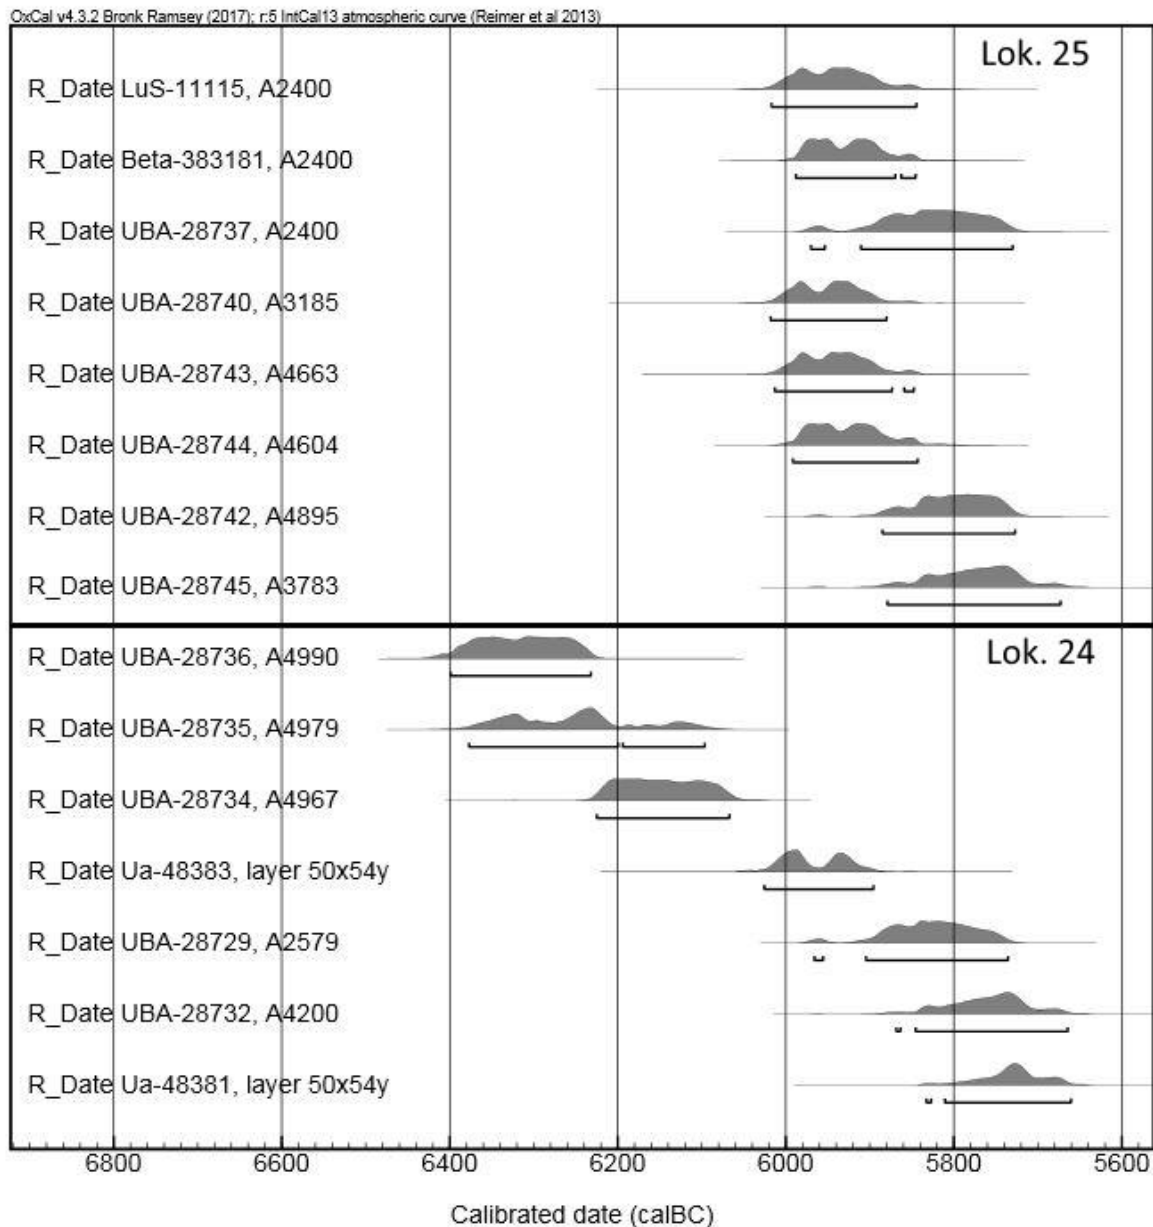 OxCal v4.3.2 Bronk Ramsey (2017); r:5 IntCal13 atmospheric curve (Reimer et al 2013)
Lok. 25
R_Date LuS-11115, A2400
R_Date Beta-383181, A2400
R_Date UBA-28737, A2400
R_Date UBA-28740, A3185
R_Date UBA-28743, A4663
R_Date UBA-28744, A4604
R_Date UBA-28742, A4895
R_Date UBA-28745, A3783
Lok. 24
R_Date UBA-28736, A4990
R_Date UBA-28735, A4979
R_Date UBA-28734, A4967
R_Date Ua-48383, layer 50x54y
R_Date UBA-28729, A2579
R_Date UBA-28732, A4200
R_Date Ua-48381, layer 50x54y
6800 6600 6400 6200 6000 5800 5600
Calibrated date (calBC)